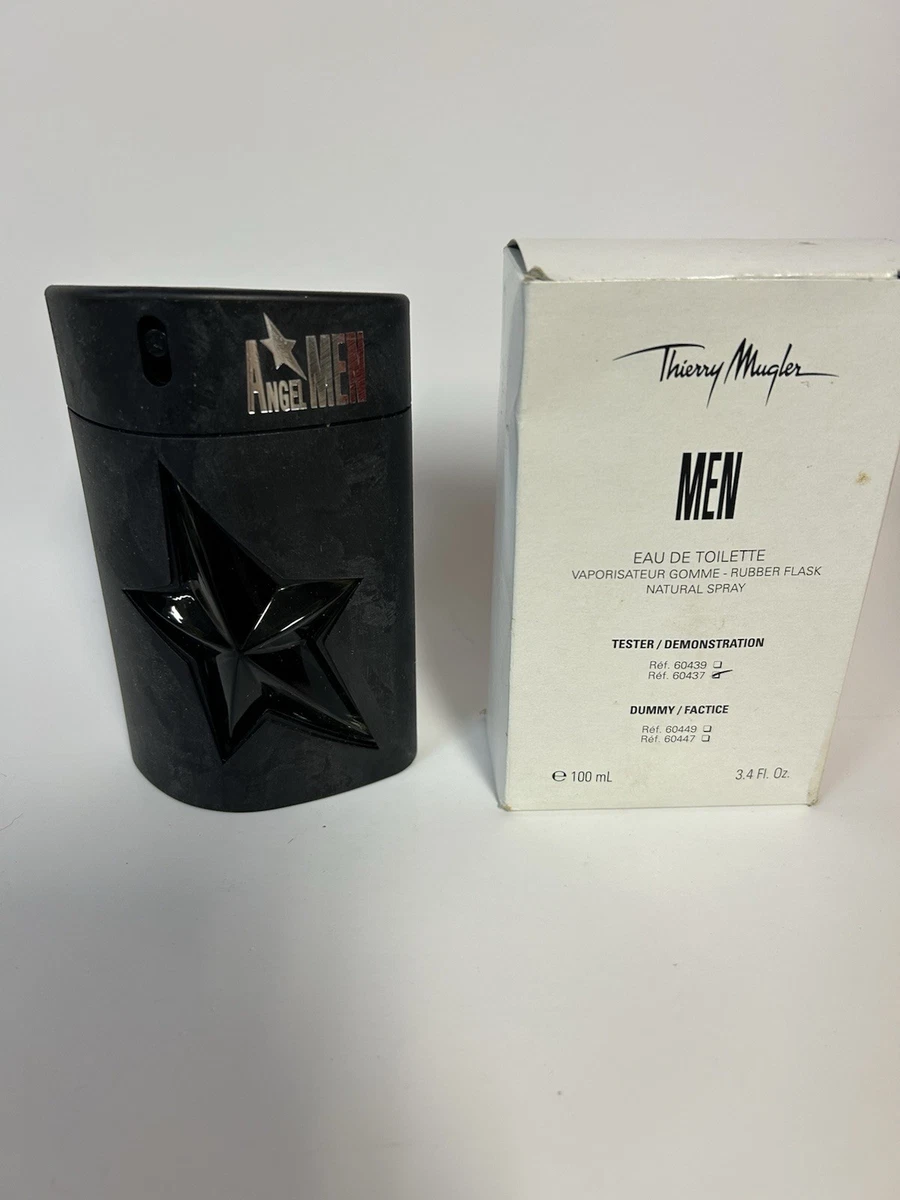 ANGEL MEN
Thierry Mugler
MEN
EAU DE TOILETTE
VAPORISATEUR GOMME - RUBBER FLASK
NATURAL SPRAY
TESTER / DEMONSTRATION
Réf. 60439 ❏
Réf. 60437 ❏
DUMMY / FACTICE
Réf. 60449 ❏
Réf. 60447 ❏
℮ 100 mL 3.4 Fl. Oz.